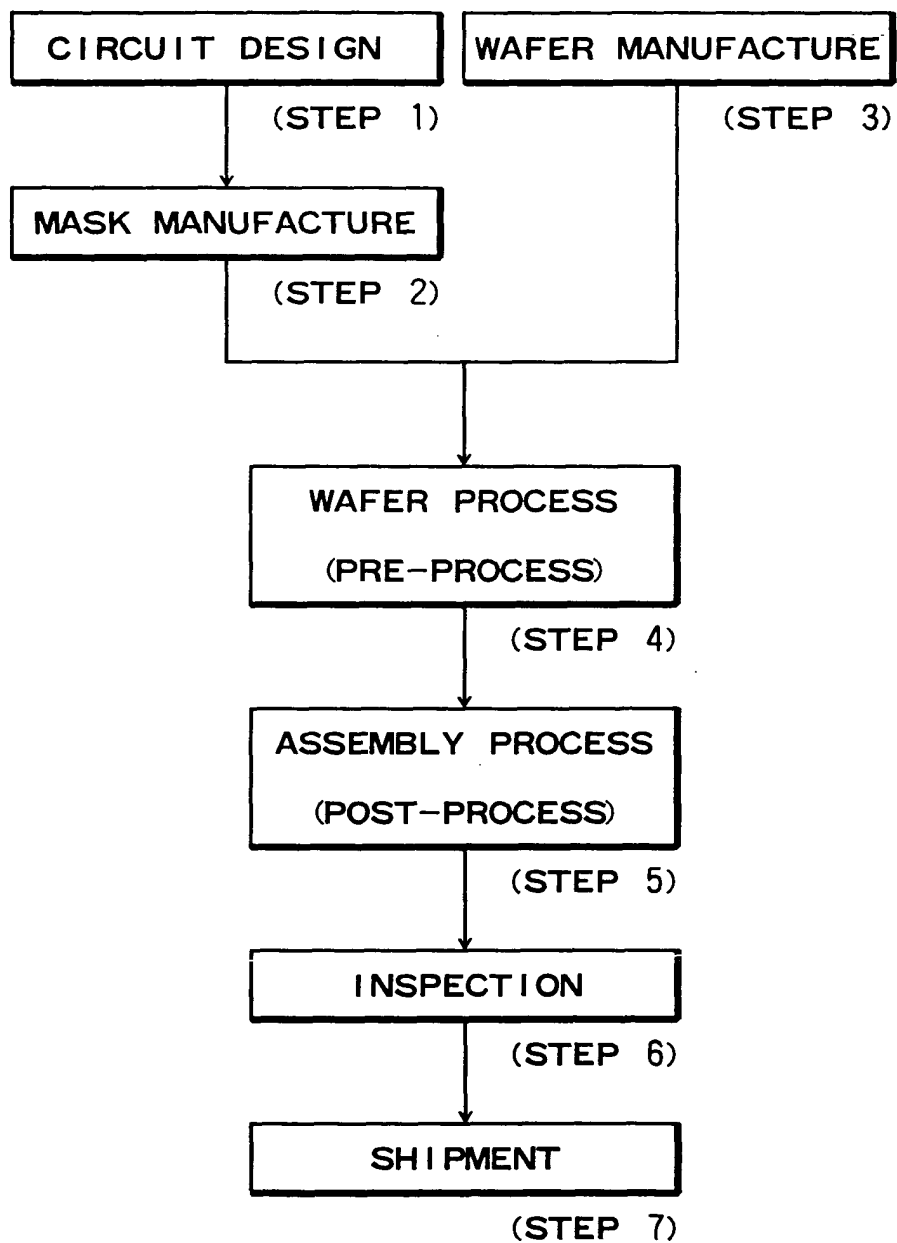 CIRCUIT DESIGN
(STEP 1)
MASK MANUFACTURE
(STEP 2)
WAFER MANUFACTURE
(STEP 3)
WAFER PROCESS
(PRE-PROCESS)
(STEP 4)
ASSEMBLY PROCESS
(POST-PROCESS)
(STEP 5)
INSPECTION
(STEP 6)
SHIPMENT
(STEP 7)